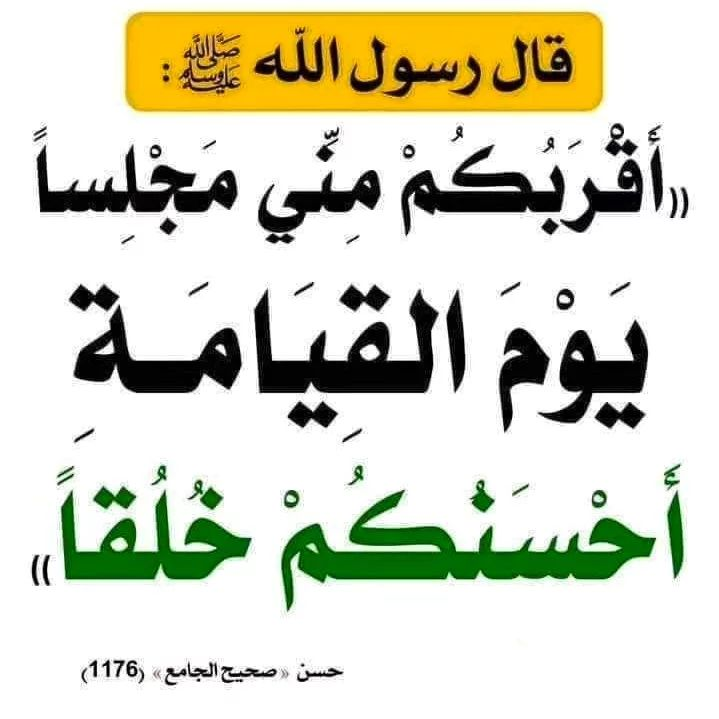 قال رسول الله ﷺ :
((أَقْرَبُكُمْ مِنِّي مَجْلِساً
يَوْمَ القِيَامَةِ
أَحْسَنُكُمْ خُلُقاً))
حسن «صحيح الجامع» (1176)